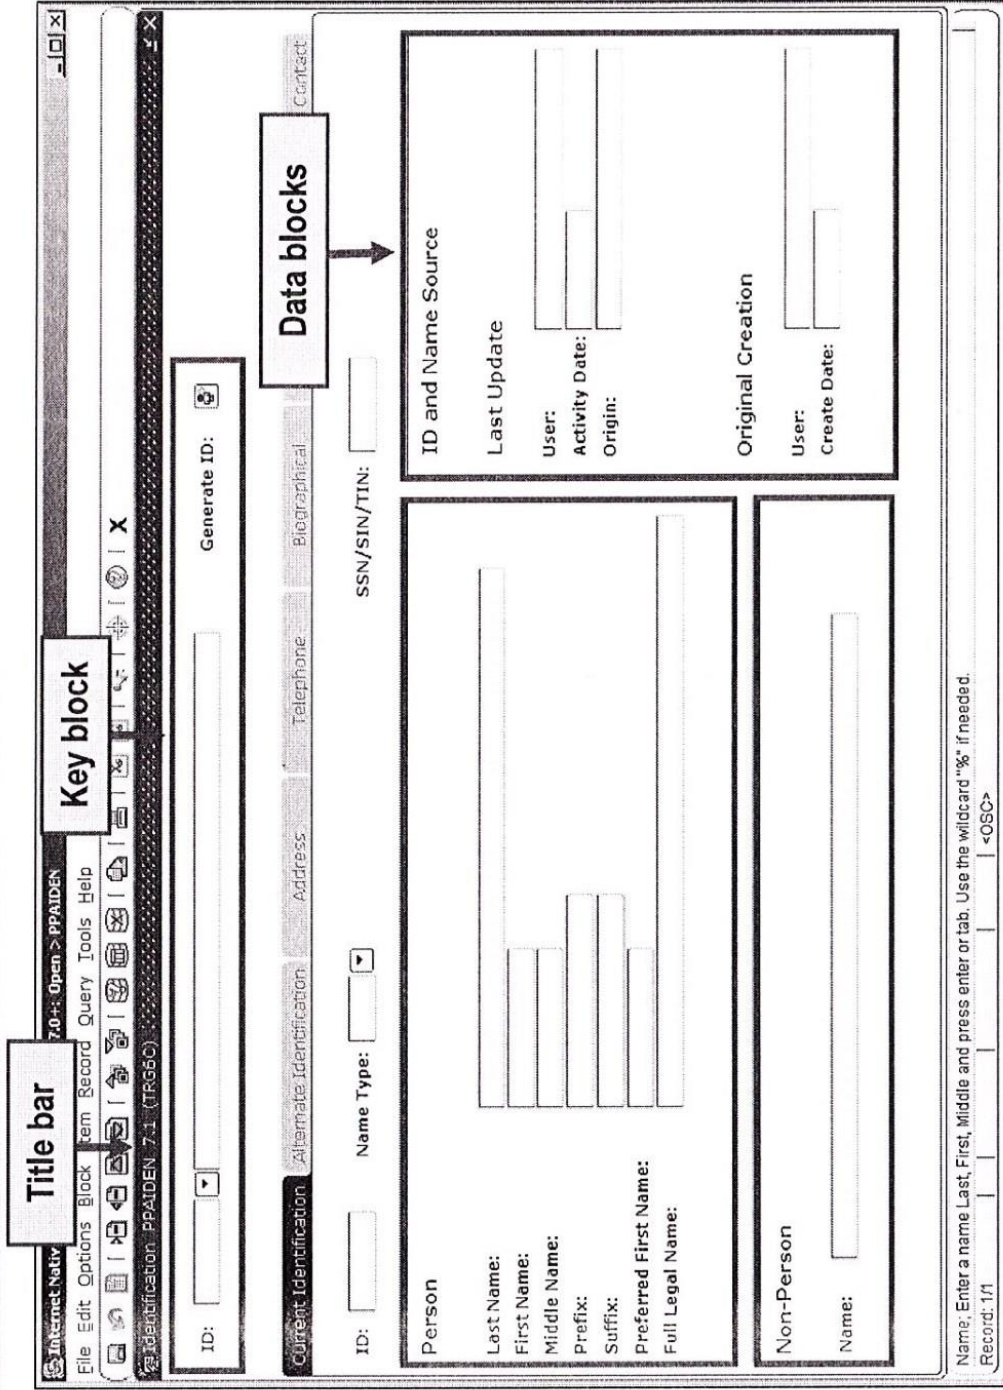 Title bar
Key block
Data blocks
Internet Nativ 7.0+: Open > PPAIDEN
File Edit Options Block tem Record Query Tools Help
X
Identification PPAIDEN 7.1 (TRG6C)
ID: Generate ID:
Current Identification Alternate Identification Address Telephone Biographical Contact
ID: Name Type: SSN/SIN/TIN:
Person
Last Name:
First Name:
Middle Name:
Prefix:
Suffix:
Preferred First Name:
Full Legal Name:
Non-Person
Name:
ID and Name Source
Last Update
User:
Activity Date:
Origin:
Original Creation
User:
Create Date:
Name; Enter a name Last, First, Middle and press enter or tab. Use the wildcard "%" if needed.
Record: 1/1 <OSC>